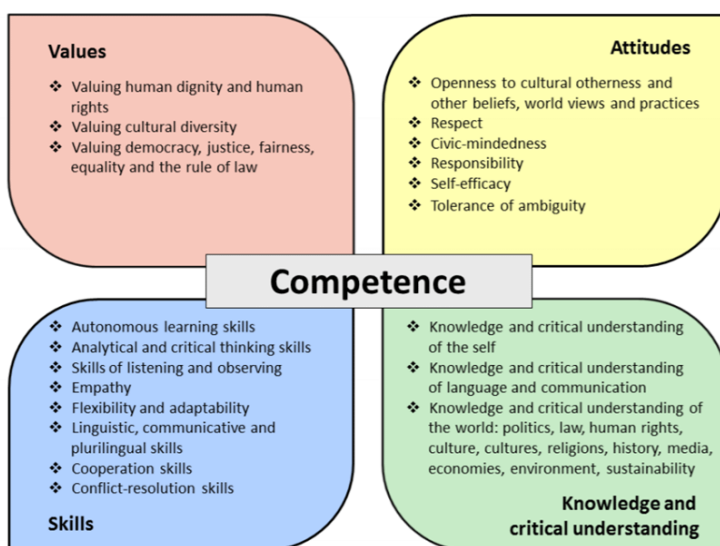 Values
❖ Valuing human dignity and human
rights
❖ Valuing cultural diversity
❖ Valuing democracy, justice, fairness,
equality and the rule of law
Attitudes
❖ Openness to cultural otherness and
other beliefs, world views and practices
❖ Respect
❖ Civic-mindedness
❖ Responsibility
❖ Self-efficacy
❖ Tolerance of ambiguity
Competence
❖ Autonomous learning skills
❖ Analytical and critical thinking skills
❖ Skills of listening and observing
❖ Empathy
❖ Flexibility and adaptability
❖ Linguistic, communicative and
plurilingual skills
❖ Cooperation skills
❖ Conflict-resolution skills
Skills
❖ Knowledge and critical understanding
of the self
❖ Knowledge and critical understanding
of language and communication
❖ Knowledge and critical understanding of
the world: politics, law, human rights,
culture, cultures, religions, history, media,
economies, environment, sustainability
Knowledge and
critical understanding